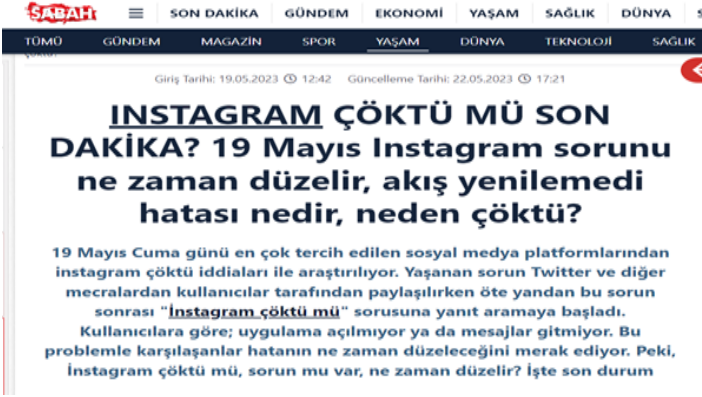 SABAH SON DAKİKA GÜNDEM EKONOMİ YAŞAM SAĞLIK DÜNYA
TÜMÜ GÜNDEM MAGAZİN SPOR YAŞAM DÜNYA TEKNOLOJİ SAĞLIK
Giriş Tarihi: 19.05.2023 12:42 Güncelleme Tarihi: 22.05.2023 17:21
INSTAGRAM ÇÖKTÜ MÜ SON
DAKİKA? 19 Mayıs Instagram sorunu
ne zaman düzelir, akış yenilemedi
hatası nedir, neden çöktü?
19 Mayıs Cuma günü en çok tercih edilen sosyal medya platformlarından
instagram çöktü iddiaları ile araştırılıyor. Yaşanan sorun Twitter ve diğer
mecralardan kullanıcılar tarafından paylaşılırken öte yandan bu sorun
sonrası "İnstagram çöktü mü" sorusuna yanıt aramaya başladı.
Kullanıcılara göre; uygulama açılmıyor ya da mesajlar gitmiyor. Bu
problemle karşılaşanlar hatanın ne zaman düzeleceğini merak ediyor. Peki,
İnstagram çöktü mü, sorun mu var, ne zaman düzelir? İşte son durum